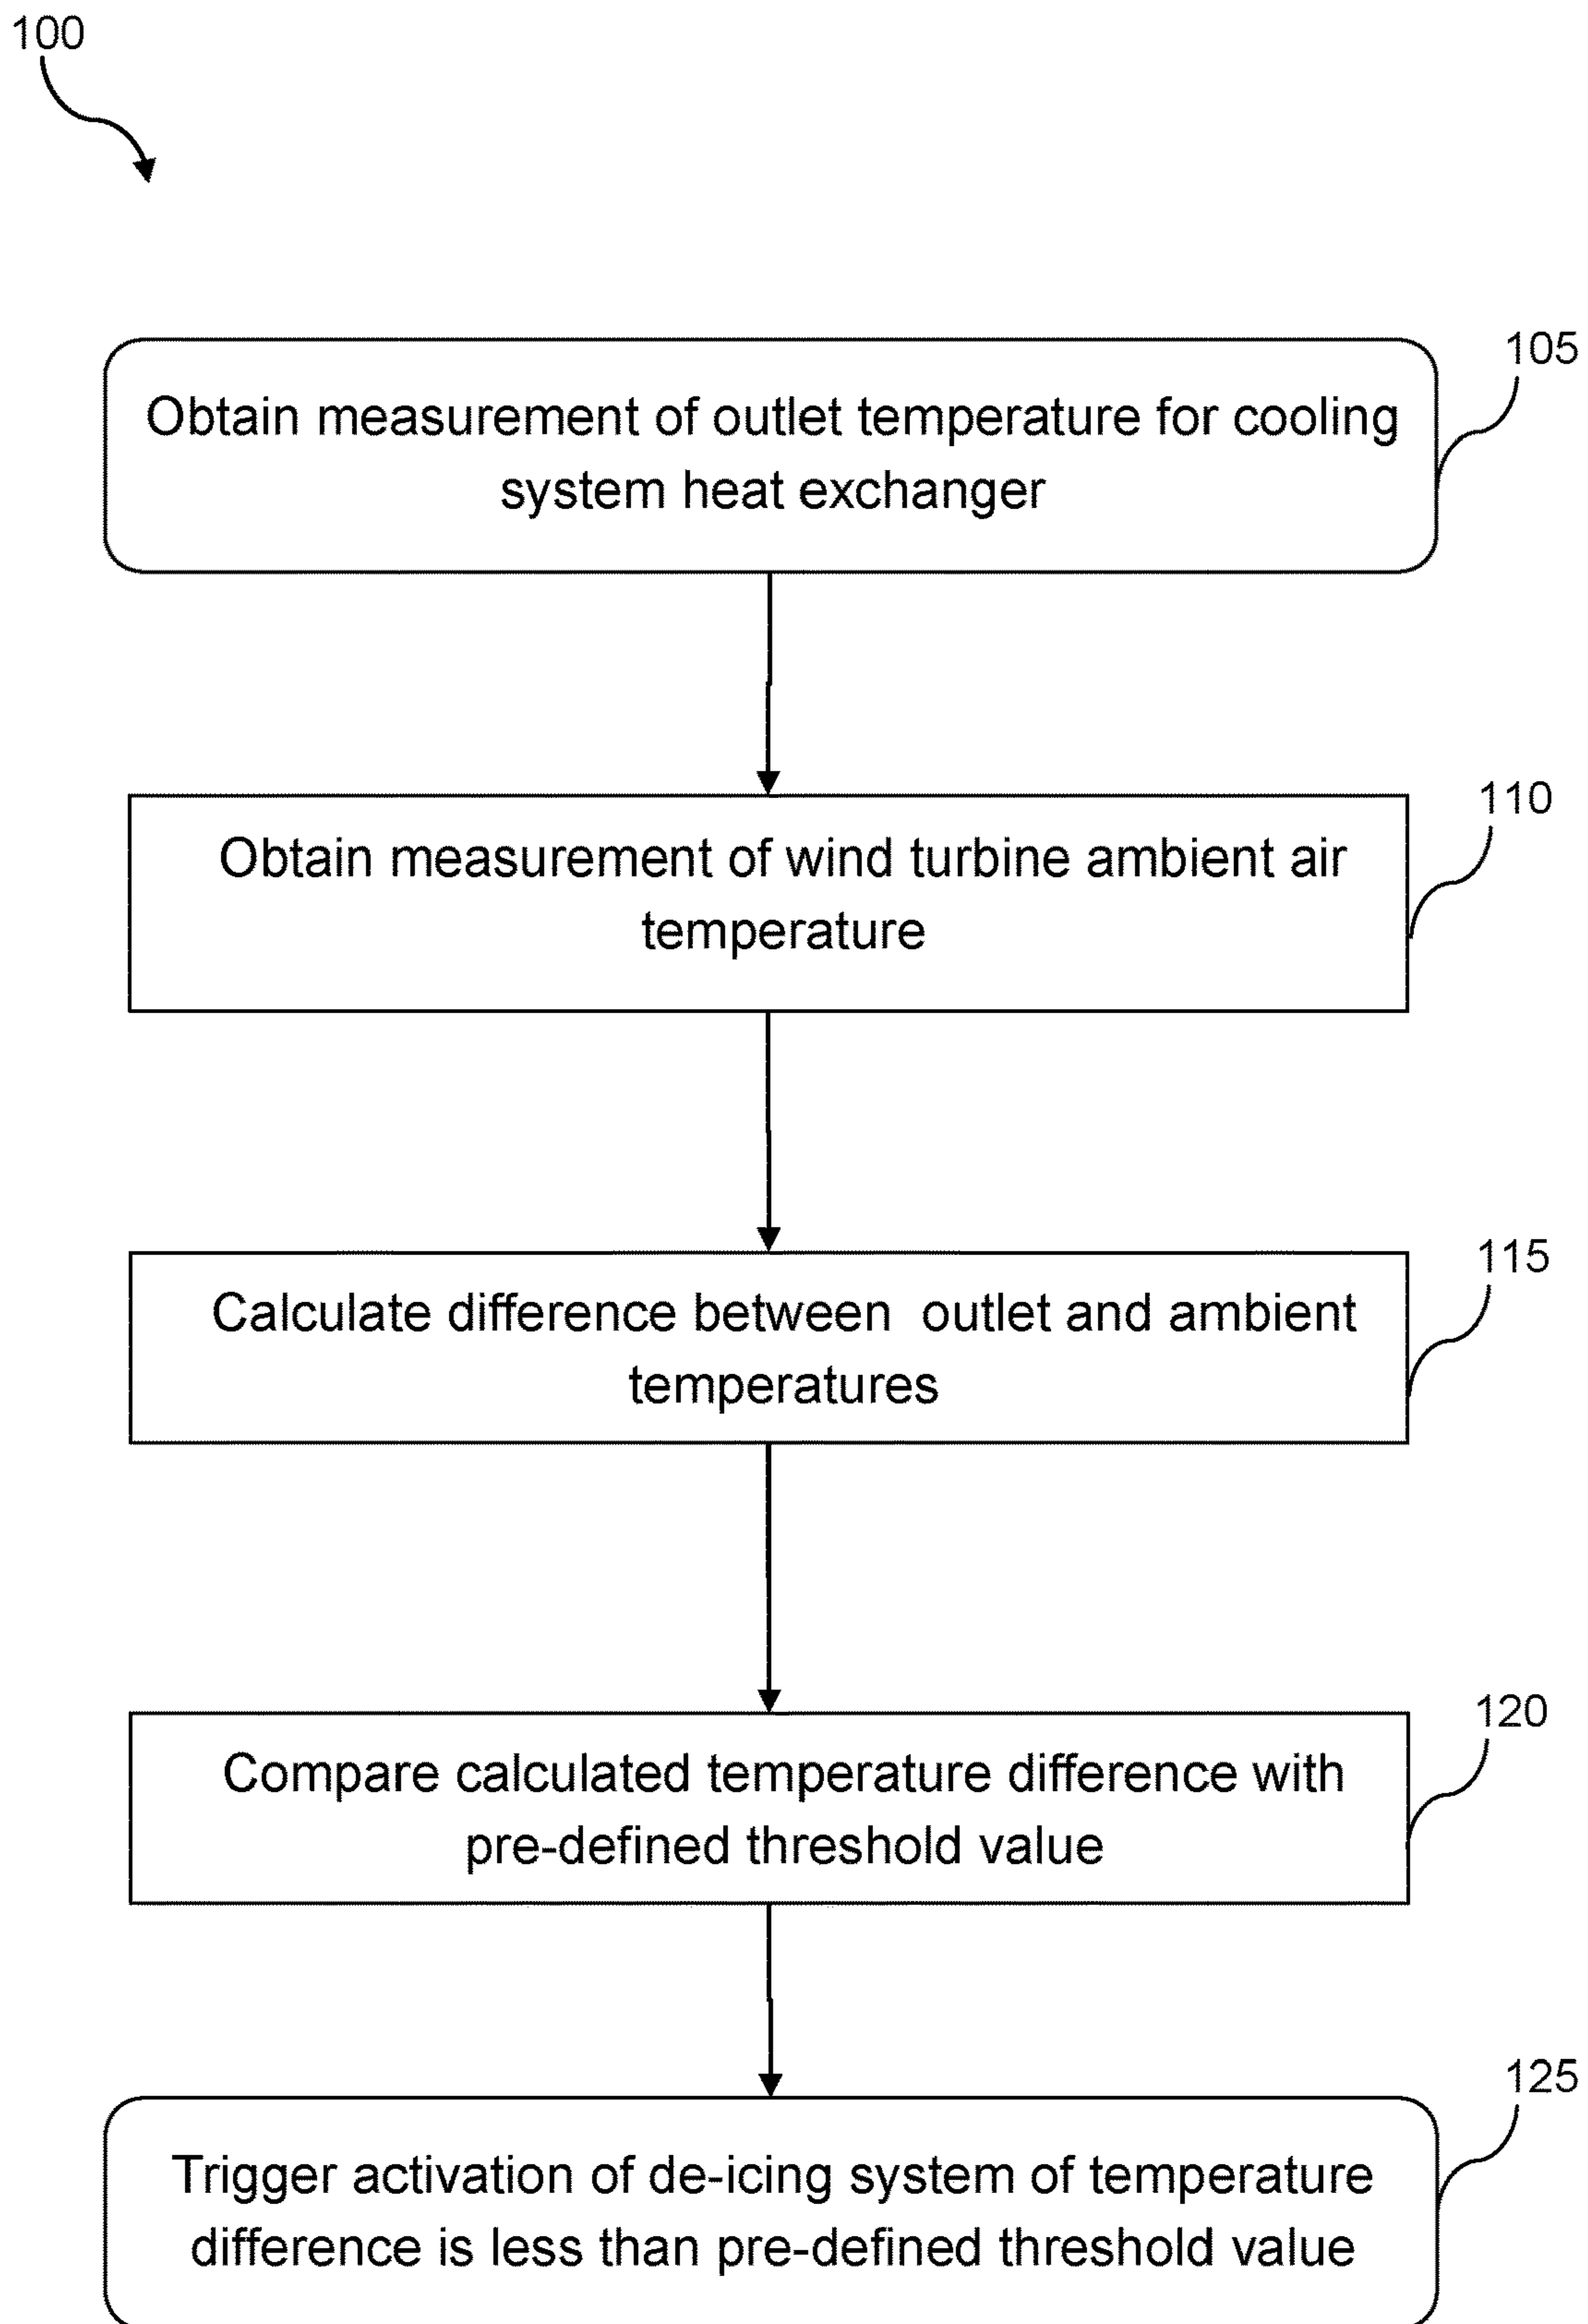 100
105
Obtain measurement of outlet temperature for cooling
system heat exchanger
110
Obtain measurement of wind turbine ambient air
temperature
115
Calculate difference between outlet and ambient
temperatures
120
Compare calculated temperature difference with
pre-defined threshold value
125
Trigger activation of de-icing system of temperature
difference is less than pre-defined threshold value